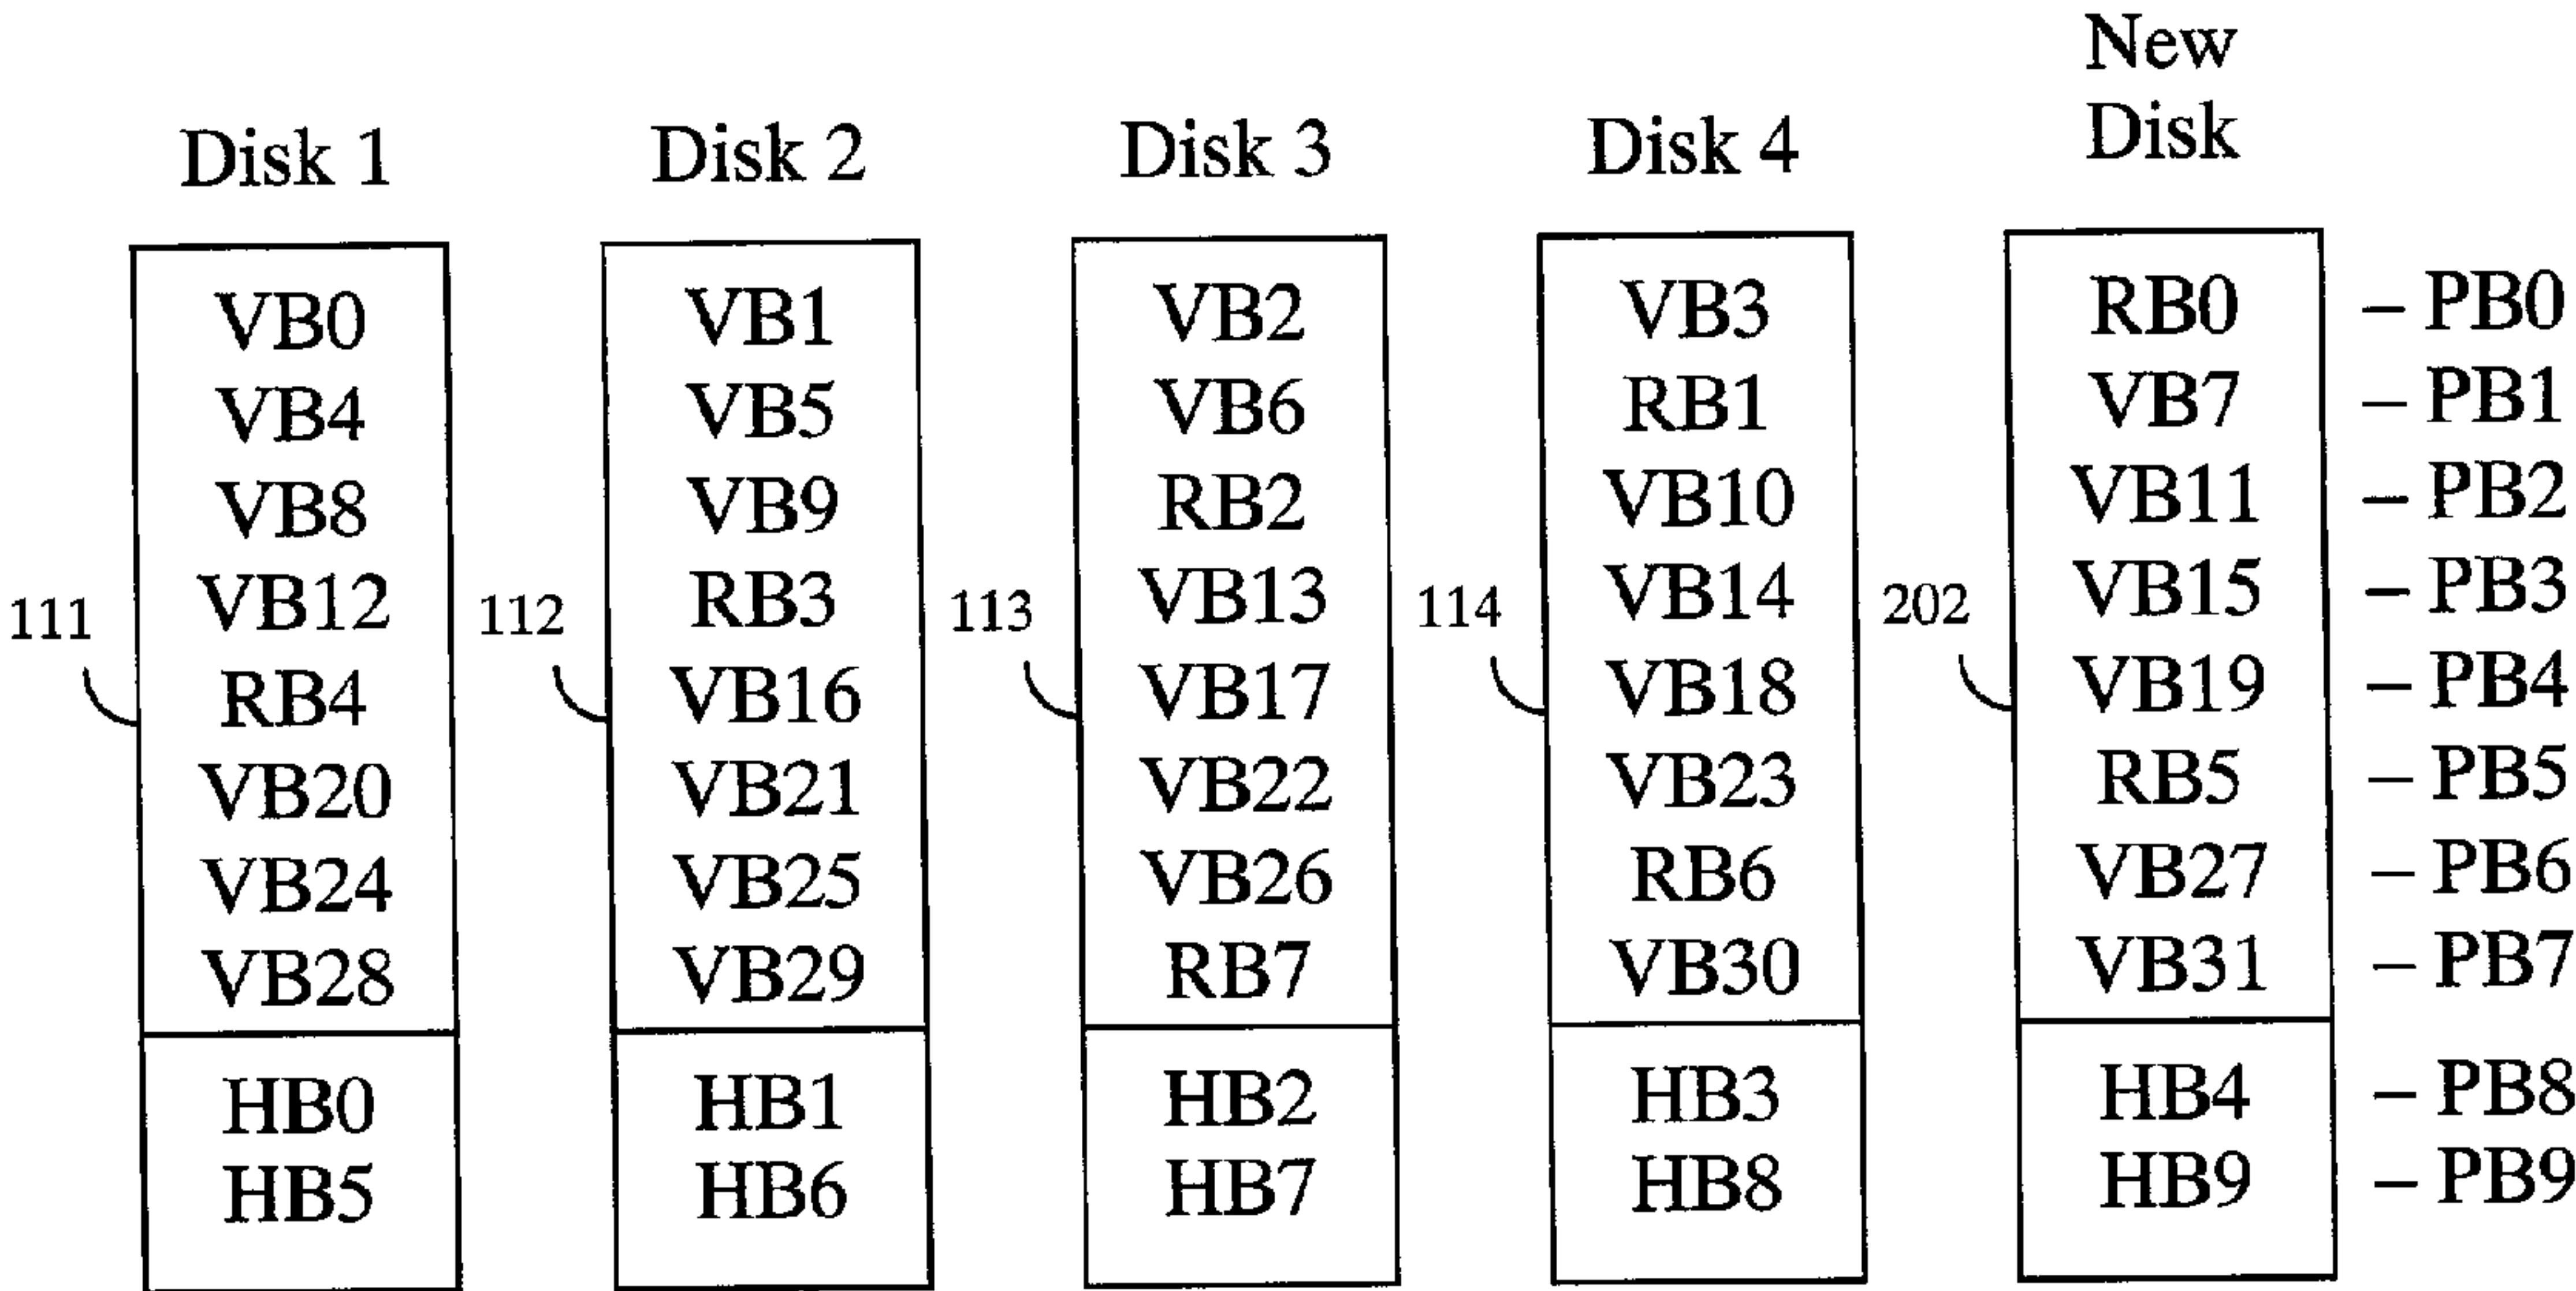 New
Disk 1 Disk 2 Disk 3 Disk 4 Disk
VB0 VB1 VB2 VB3 RB0 – PB0
VB4 VB5 VB6 RB1 VB7 – PB1
VB8 VB9 RB2 VB10 VB11 – PB2
VB12 RB3 VB13 VB14 VB15 – PB3
111 112 113 114 202
RB4 VB16 VB17 VB18 VB19 – PB4
VB20 VB21 VB22 VB23 RB5 – PB5
VB24 VB25 VB26 RB6 VB27 – PB6
VB28 VB29 RB7 VB30 VB31 – PB7
HB0 HB1 HB2 HB3 HB4 – PB8
HB5 HB6 HB7 HB8 HB9 – PB9